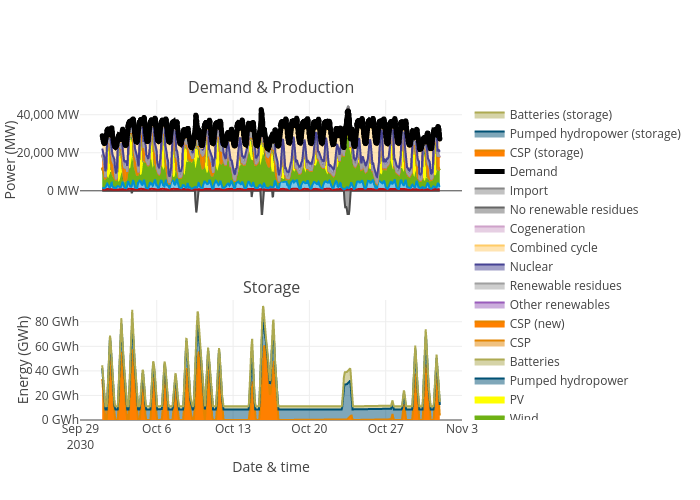 Demand & Production
Power (MW)
40,000 MW
20,000 MW
0 MW
Storage
Energy (GWh)
80 GWh
60 GWh
40 GWh
20 GWh
0 GWh
Sep 29
2030
Oct 6
Oct 13
Oct 20
Oct 27
Nov 3
Date & time
Batteries (storage)
Pumped hydropower (storage)
CSP (storage)
Demand
Import
No renewable residues
Cogeneration
Combined cycle
Nuclear
Renewable residues
Other renewables
CSP (new)
CSP
Batteries
Pumped hydropower
PV
Wind